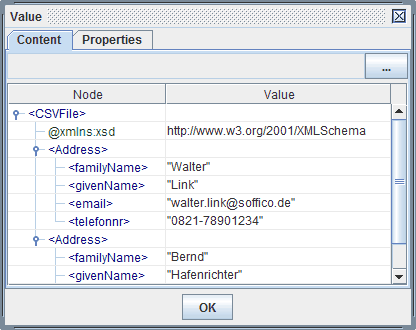 Value
Content Properties
...
Node Value
<CSVFile>
@xmlns:xsd http://www.w3.org/2001/XMLSchema
<Address>
<familyName> "Walter"
<givenName> "Link"
<email> "walter.link@soffico.de"
<telefonnr> "0821-78901234"
<Address>
<familyName> "Bernd"
<givenName> "Hafenrichter"
OK